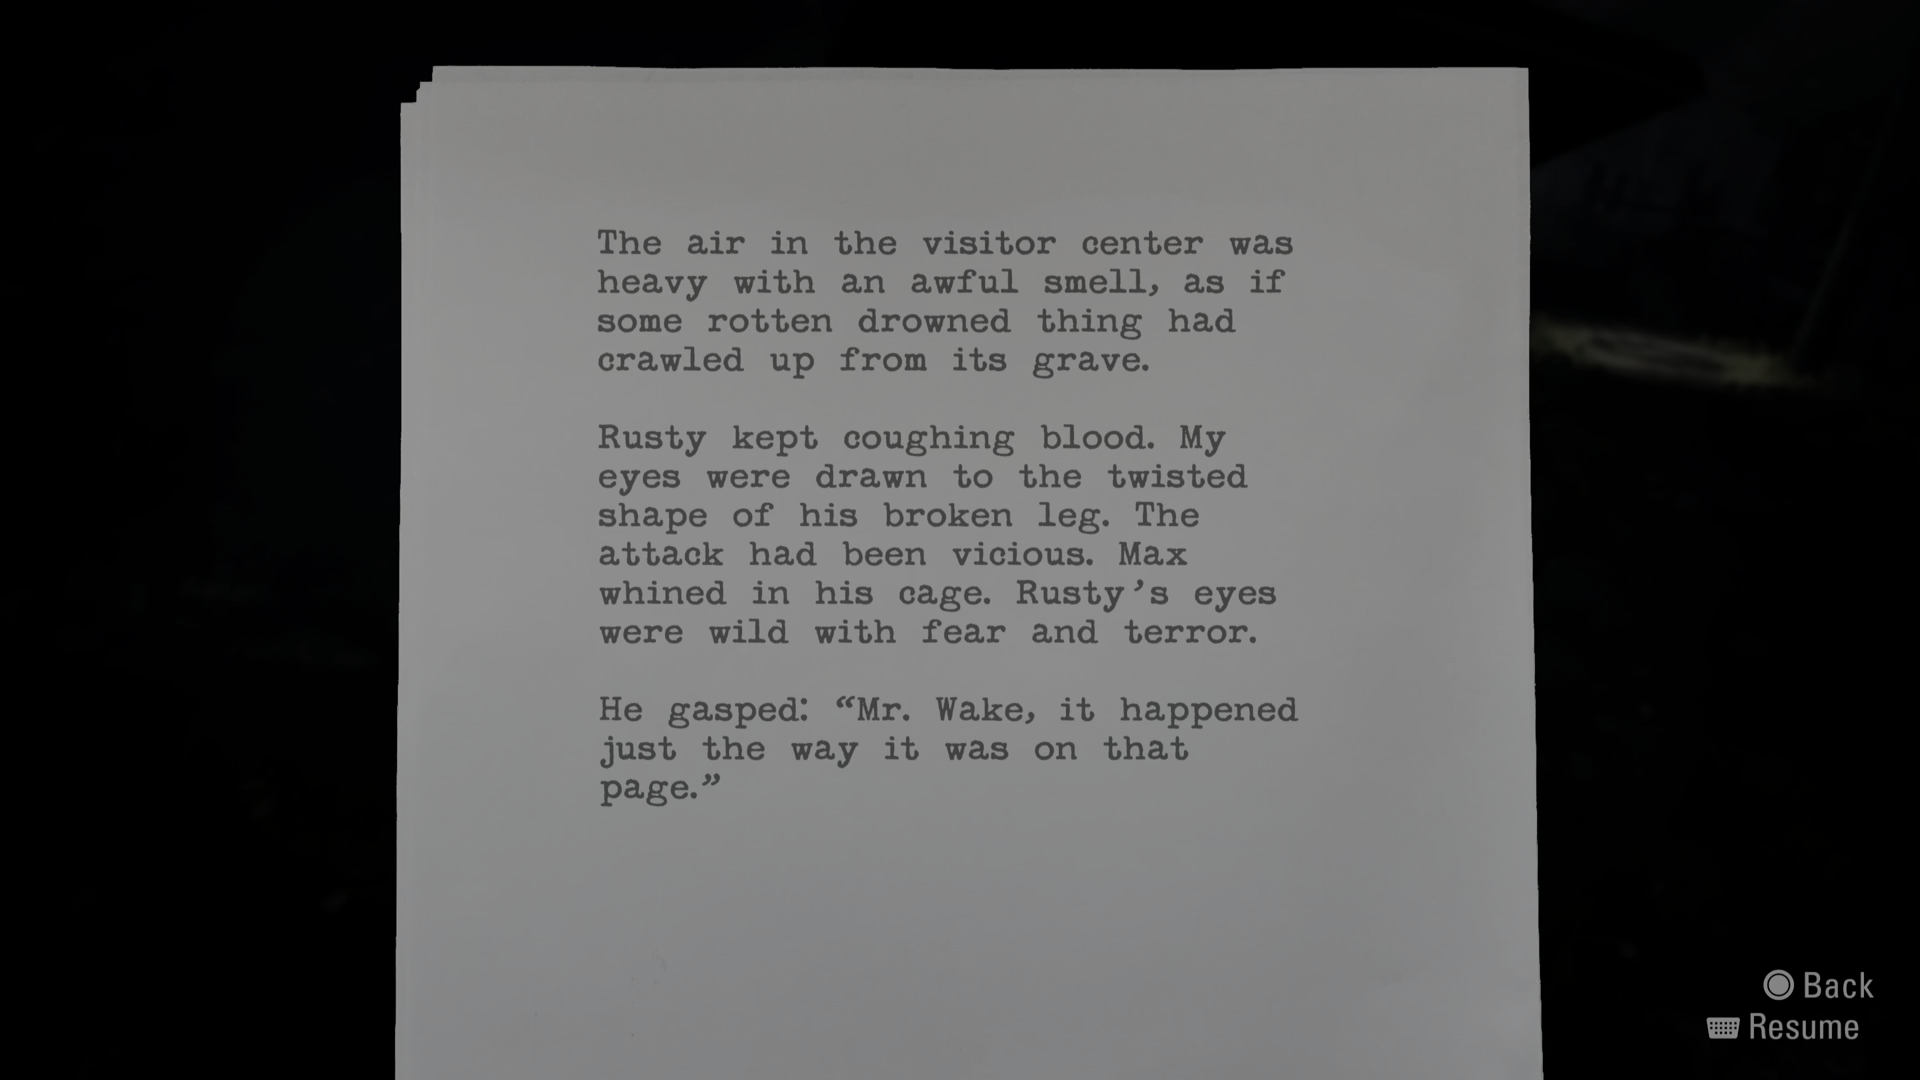 The air in the visitor center was
heavy with an awful smell, as if
some rotten drowned thing had
crawled up from its grave.
Rusty kept coughing blood. My
eyes were drawn to the twisted
shape of his broken leg. The
attack had been vicious. Max
whined in his cage. Rusty’s eyes
were wild with fear and terror.
He gasped: “Mr. Wake, it happened
just the way it was on that
page.”
Back
Resume